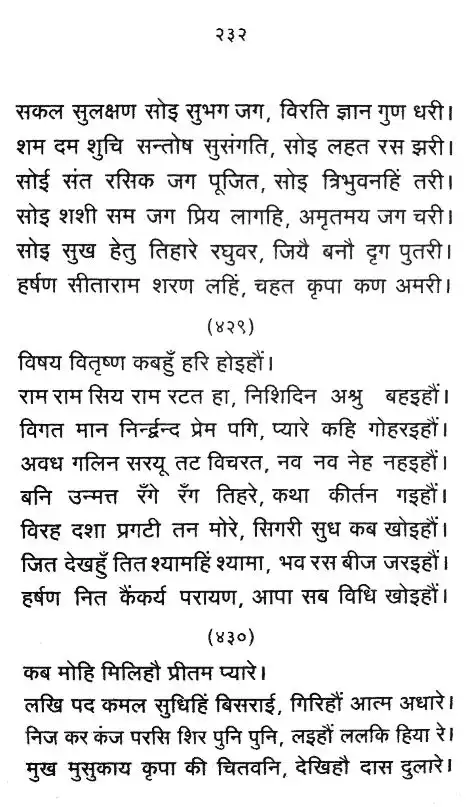 २३२
सकल सुलक्षण सोइ सुभग जग, विरति ज्ञान गुण धरी।
शम दम शुचि सन्तोष सुसंगति, सोइ लहत रस झरी।
सोई संत रसिक जग पूजित, सोइ त्रिभुवनहिं तरी।
सोइ शशी सम जग प्रिय लागहि, अमृतमय जग चरी।
सोइ सुख हेतु तिहारे रघुवर, जियै बनौ दृग पुतरी।
हर्षण सीताराम शरण लहिं, चहत कृपा कण अमरी।
(४२९)
विषय वितृष्ण कबहुँ हरि होइहौं।
राम राम सिय राम रटत हा, निशिदिन अश्रु बहइहौं।
विगत मान निर्न्द्वन्द प्रेम पगि, प्यारे कहि गोहरइहौं।
अवध गलिन सरयू तट विचरत, नव नव नेह नहइहौं।
बनि उन्मत्त रँगे रँग तिहरे, कथा कीर्तन गइहौं।
विरह दशा प्रगटी तन मोरे, सिगरी सुध कब खोइहौं।
जित देखहुँ तित श्यामहिं श्यामा, भव रस बीज जरइहौं।
हर्षण नित कैंकर्य परायण, आपा सब विधि खोइहौं।
(४३०)
कब मोहि मिलिहौ प्रीतम प्यारे।
लखि पद कमल सुधिहिं बिसराई, गिरिहौं आत्म अधारे।
निज कर कंज परसि शिर पुनि पुनि, लइहौं ललकि हिया रे।
मुख मुसुकाय कृपा की चितवनि, देखिहौ दास दुलारे।